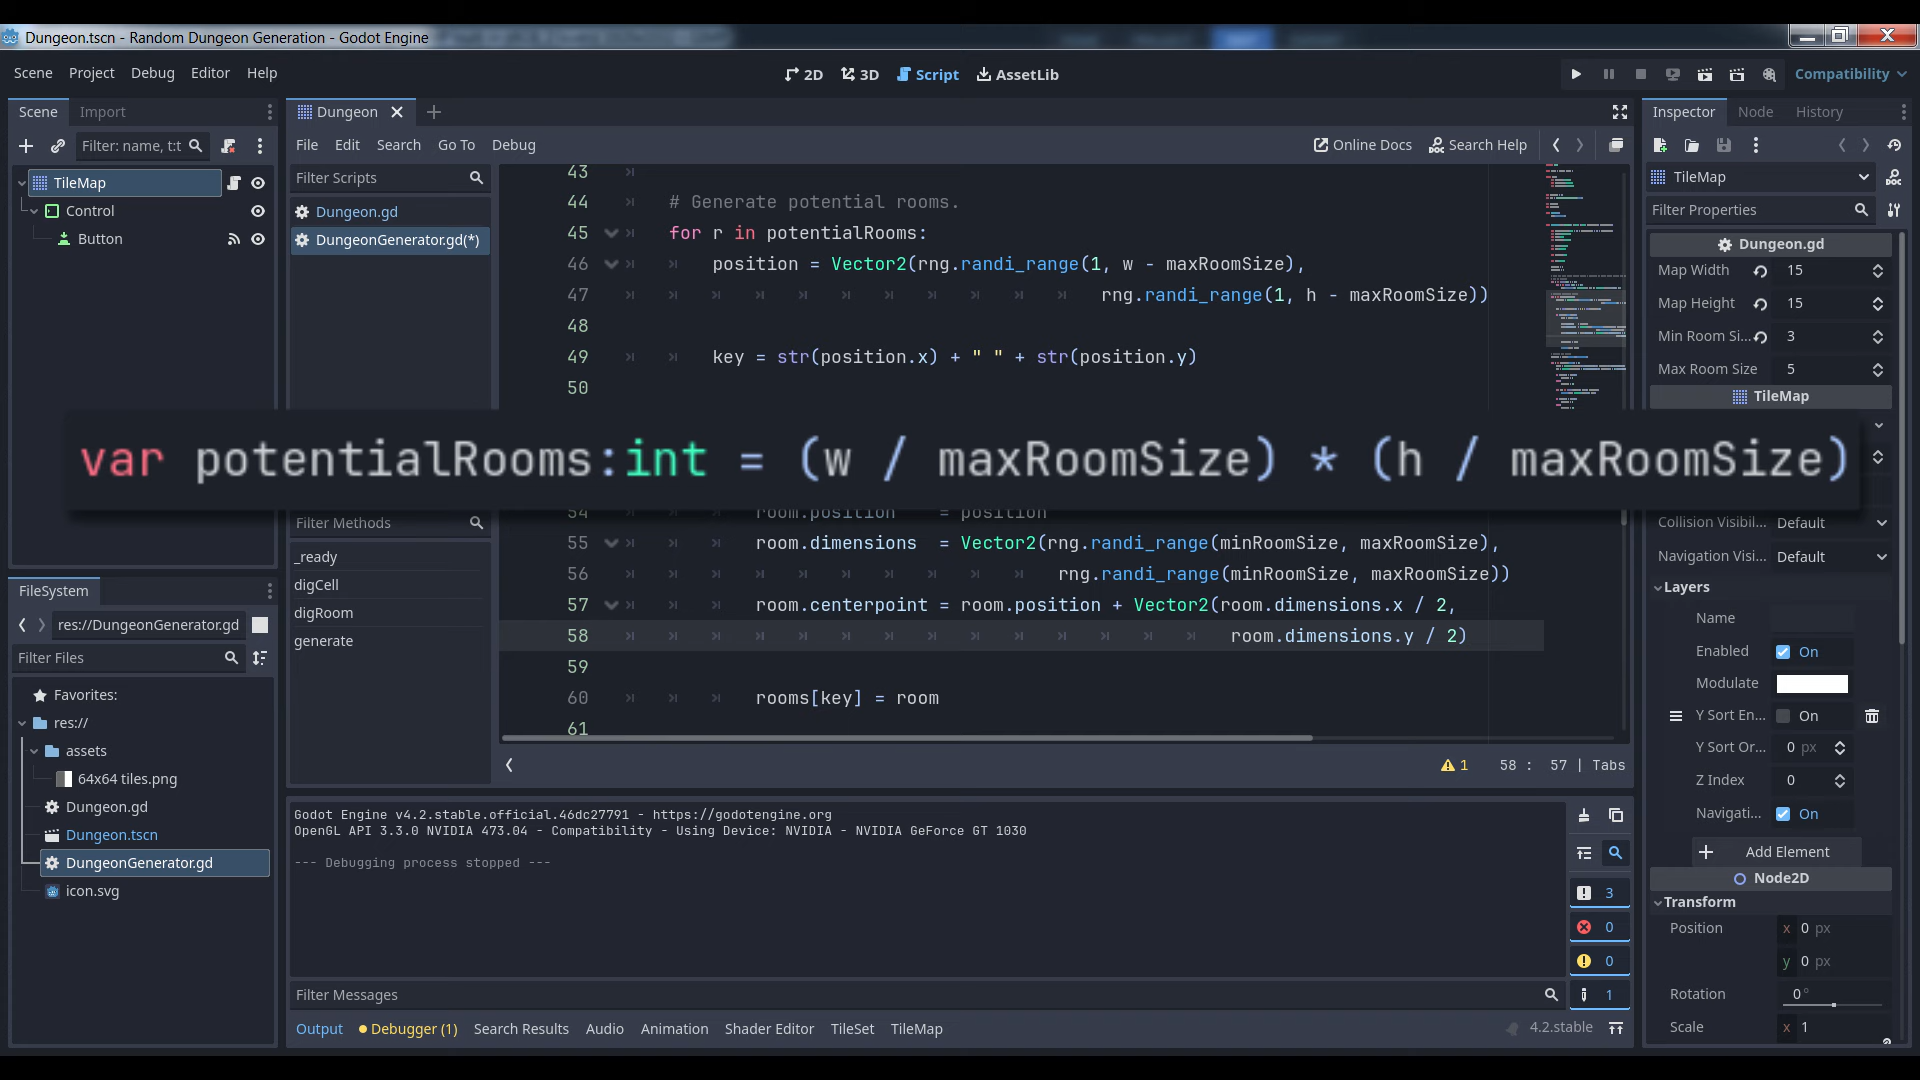 Dungeon.tscn - Random Dungeon Generation - Godot Engine
Scene Project Debug Editor Help
2D 3D Script AssetLib
Compatibility
Scene Import
Filter: name, t:t
TileMap
Control
Button
FileSystem
res://DungeonGenerator.gd
Filter Files
Favorites:
res://
assets
64x64 tiles.png
Dungeon.gd
Dungeon.tscn
DungeonGenerator.gd
icon.svg
Dungeon
File Edit Search Go To Debug
Online Docs Search Help
Filter Scripts
Dungeon.gd
DungeonGenerator.gd(*)
Filter Methods
_ready
digCell
digRoom
generate
43
44 # Generate potential rooms.
45 for r in potentialRooms:
46 position = Vector2(rng.randi_range(1, w - maxRoomSize),
47 rng.randi_range(1, h - maxRoomSize))
48
49 key = str(position.x) + " " + str(position.y)
50
var potentialRooms:int = (w / maxRoomSize) * (h / maxRoomSize)
54 room.position = position
55 room.dimensions = Vector2(rng.randi_range(minRoomSize, maxRoomSize),
56 rng.randi_range(minRoomSize, maxRoomSize))
57 room.centerpoint = room.position + Vector2(room.dimensions.x / 2,
58 room.dimensions.y / 2)
59
60 rooms[key] = room
61
1 58 : 57 | Tabs
Godot Engine v4.2.stable.official.46dc27791 - https://godotengine.org
OpenGL API 3.3.0 NVIDIA 473.04 - Compatibility - Using Device: NVIDIA - NVIDIA GeForce GT 1030
--- Debugging process stopped ---
3
0
0
1
Filter Messages
Output Debugger (1) Search Results Audio Animation Shader Editor TileSet TileMap
4.2.stable
Inspector Node History
TileMap
Filter Properties
Dungeon.gd
Map Width 15
Map Height 15
Min Room Si... 3
Max Room Size 5
TileMap
Collision Visibil... Default
Navigation Visi... Default
Layers
Name
Enabled On
Modulate
Y Sort En... On
Y Sort Or... 0 px
Z Index 0
Navigati... On
Add Element
Node2D
Transform
Position x 0 px
y 0 px
Rotation 0 °
Scale x 1